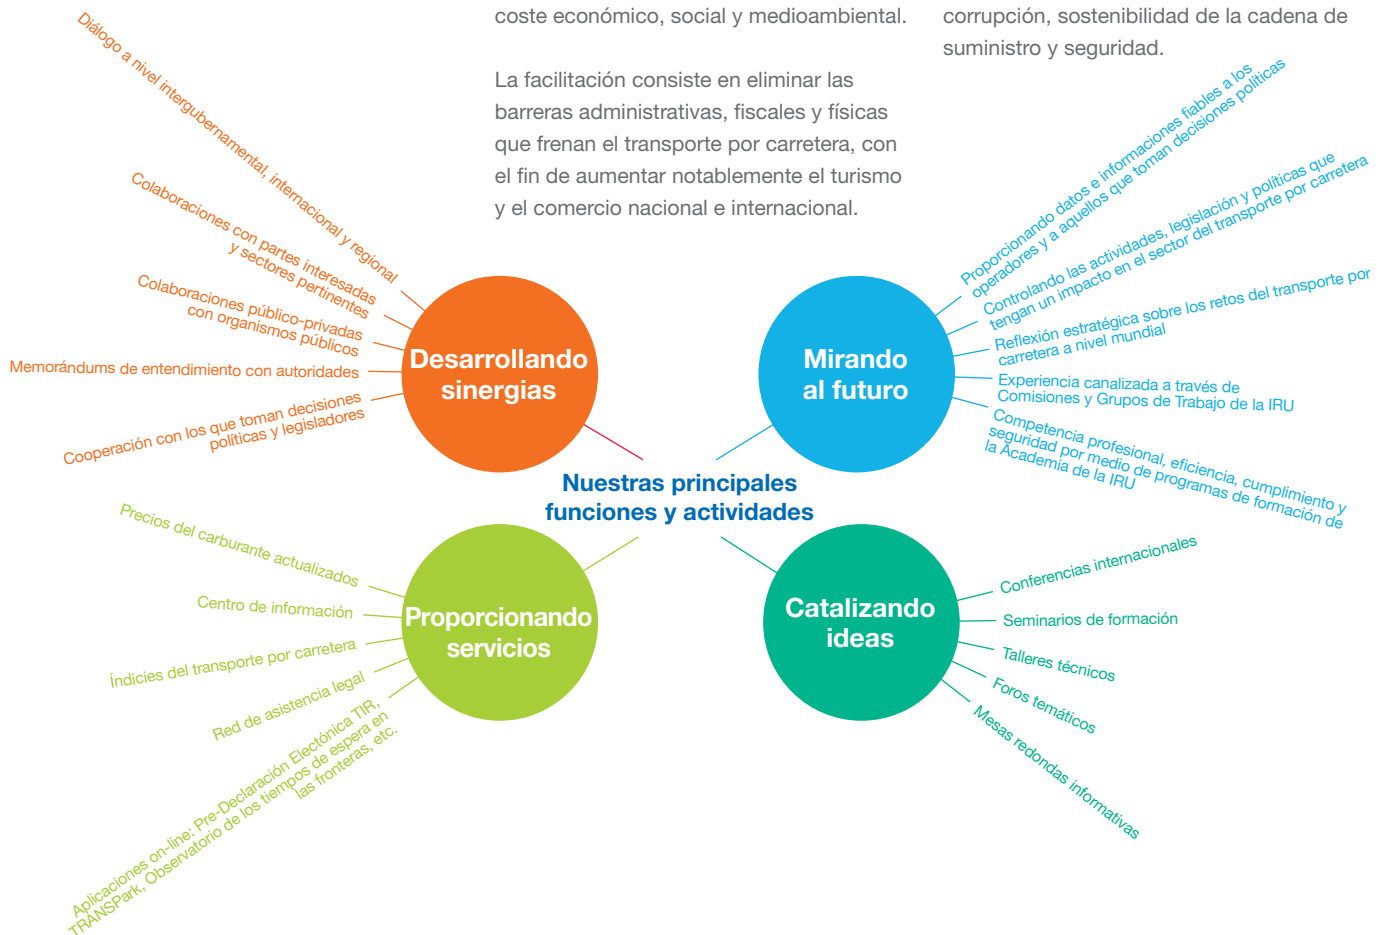 coste económico, social y medioambiental.
La facilitación consiste en eliminar las
barreras administrativas, fiscales y físicas
que frenan el transporte por carretera, con
el fin de aumentar notablemente el turismo
y el comercio nacional e internacional.
corrupción, sostenibilidad de la cadena de
suministro y seguridad.
Diálogo a nivel intergubernamental, internacional y regional
Colaboraciones con partes interesadas
y sectores pertinentes
Colaboraciones público-privadas
con organismos públicos
Memorándums de entendimiento con autoridades
Cooperación con los que toman decisiones
políticas y legisladores
Desarrollando
sinergias
Mirando
al futuro
Proporcionando datos e informaciones fiables a los
operadores y a aquellos que toman decisiones políticas
Controlando las actividades, legislación y políticas que
tengan un impacto en el sector del transporte por carretera
Reflexión estratégica sobre los retos del transporte por
carretera a nivel mundial
Experiencia canalizada a través de
Comisiones y Grupos de Trabajo de la IRU
Competencia profesional, eficiencia, cumplimiento y
seguridad por medio de programas de formación de
la Academia de la IRU
Nuestras principales
funciones y actividades
Precios del carburante actualizados
Centro de información
Índicies del transporte por carretera
Red de asistencia legal
Aplicaciones on-line: Pre-Declaración Electónica TIR,
TRANSPark, Observatorio de los tiempos de espera en
las fronteras, etc.
Proporcionando
servicios
Catalizando
ideas
Conferencias internacionales
Seminarios de formación
Talleres técnicos
Foros temáticos
Mesas redondas informativas